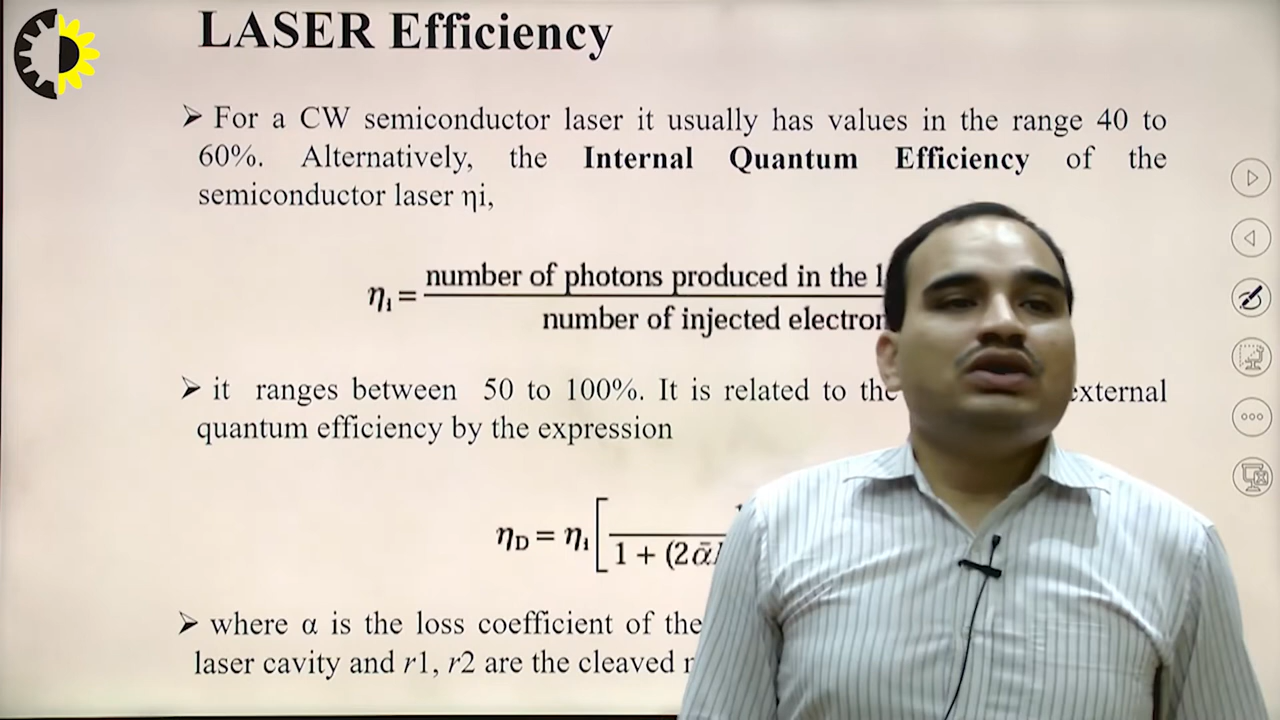 LASER Efficiency
➤ For a CW semiconductor laser it usually has values in the range 40 to
60%. Alternatively, the Internal Quantum Efficiency of the
semiconductor laser ηi,
number of photons produced in the
ηi =
number of injected
➤ it ranges between 50 to 100%. It is related to the
quantum efficiency by the expression
ηD = ηi [ 1 + (2ᾱ
➤ where α is the loss coefficient of the
laser cavity and r1, r2 are the cleaved